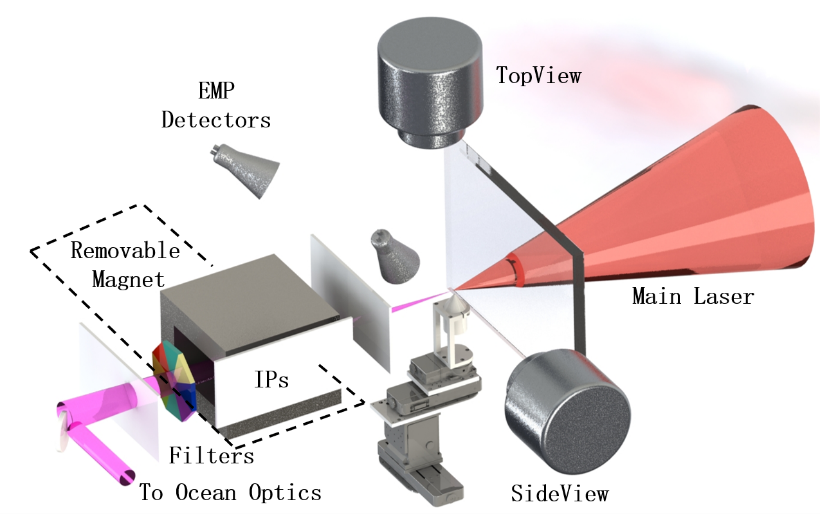 TopView
EMP
Detectors
Removable
Magnet
Main Laser
IPs
Filters
To Ocean Optics
SideView